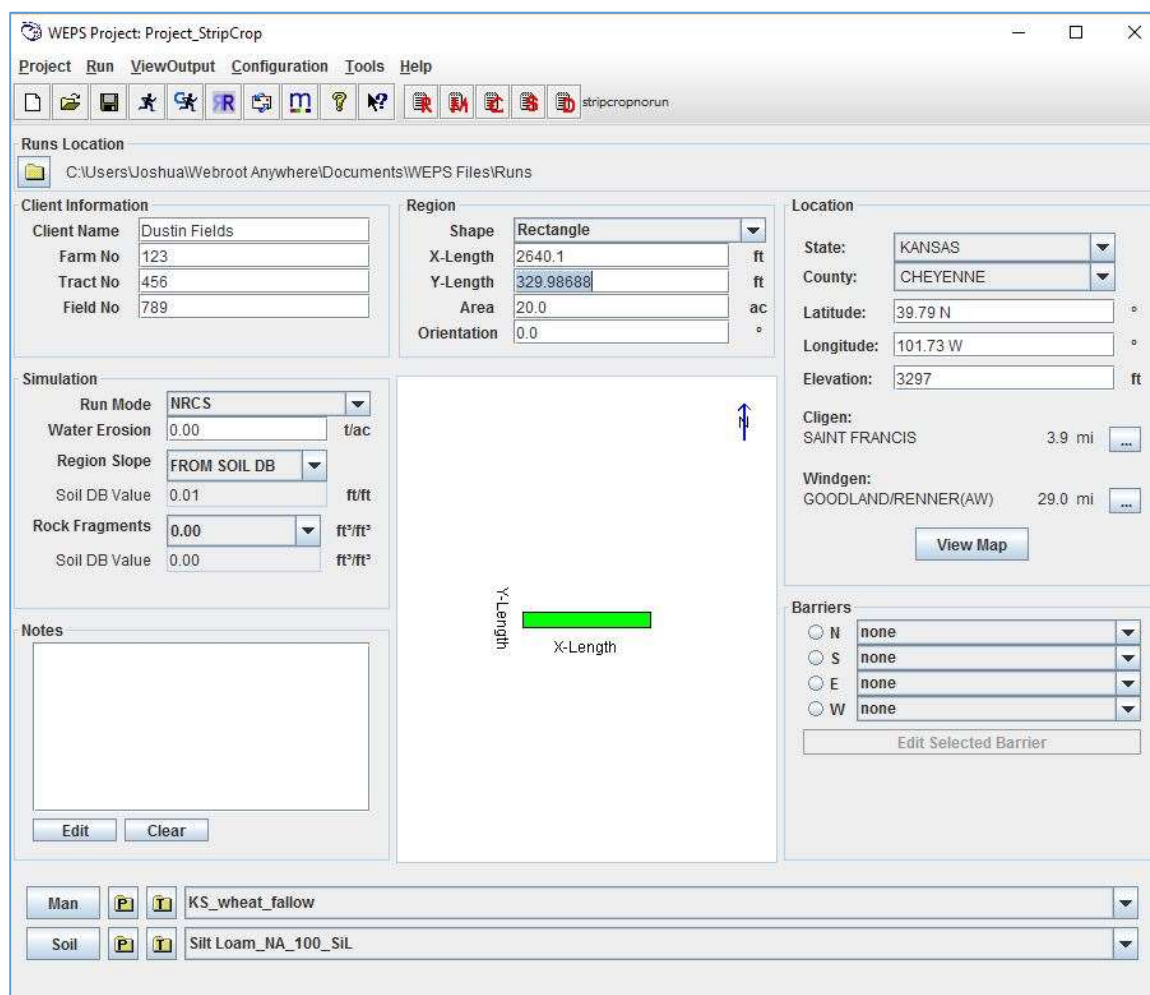 WEPS Project: Project_StripCrop
Project Run ViewOutput Configuration Tools Help
R R m ? ? R M C S D stripcropnorun
Runs Location
C:\Users\Joshua\Webroot Anywhere\Documents\WEPS Files\Runs
Client Information
Client Name Dustin Fields
Farm No 123
Tract No 456
Field No 789
Region
Shape Rectangle
X-Length 2640.1 ft
Y-Length 329.98688 ft
Area 20.0 ac
Orientation 0.0 °
Location
State: KANSAS
County: CHEYENNE
Latitude: 39.79 N °
Longitude: 101.73 W °
Elevation: 3297 ft
Cligen:
SAINT FRANCIS 3.9 mi ...
Windgen:
GOODLAND/RENNER(AW) 29.0 mi ...
View Map
Simulation
Run Mode NRCS
Water Erosion 0.00 t/ac
Region Slope FROM SOIL DB
Soil DB Value 0.01 ft/ft
Rock Fragments 0.00 ft³/ft³
Soil DB Value 0.00 ft³/ft³
N
Y-Length
X-Length
Barriers
N none
S none
E none
W none
Edit Selected Barrier
Notes
Edit Clear
Man P T KS_wheat_fallow
Soil P T Silt Loam_NA_100_SiL